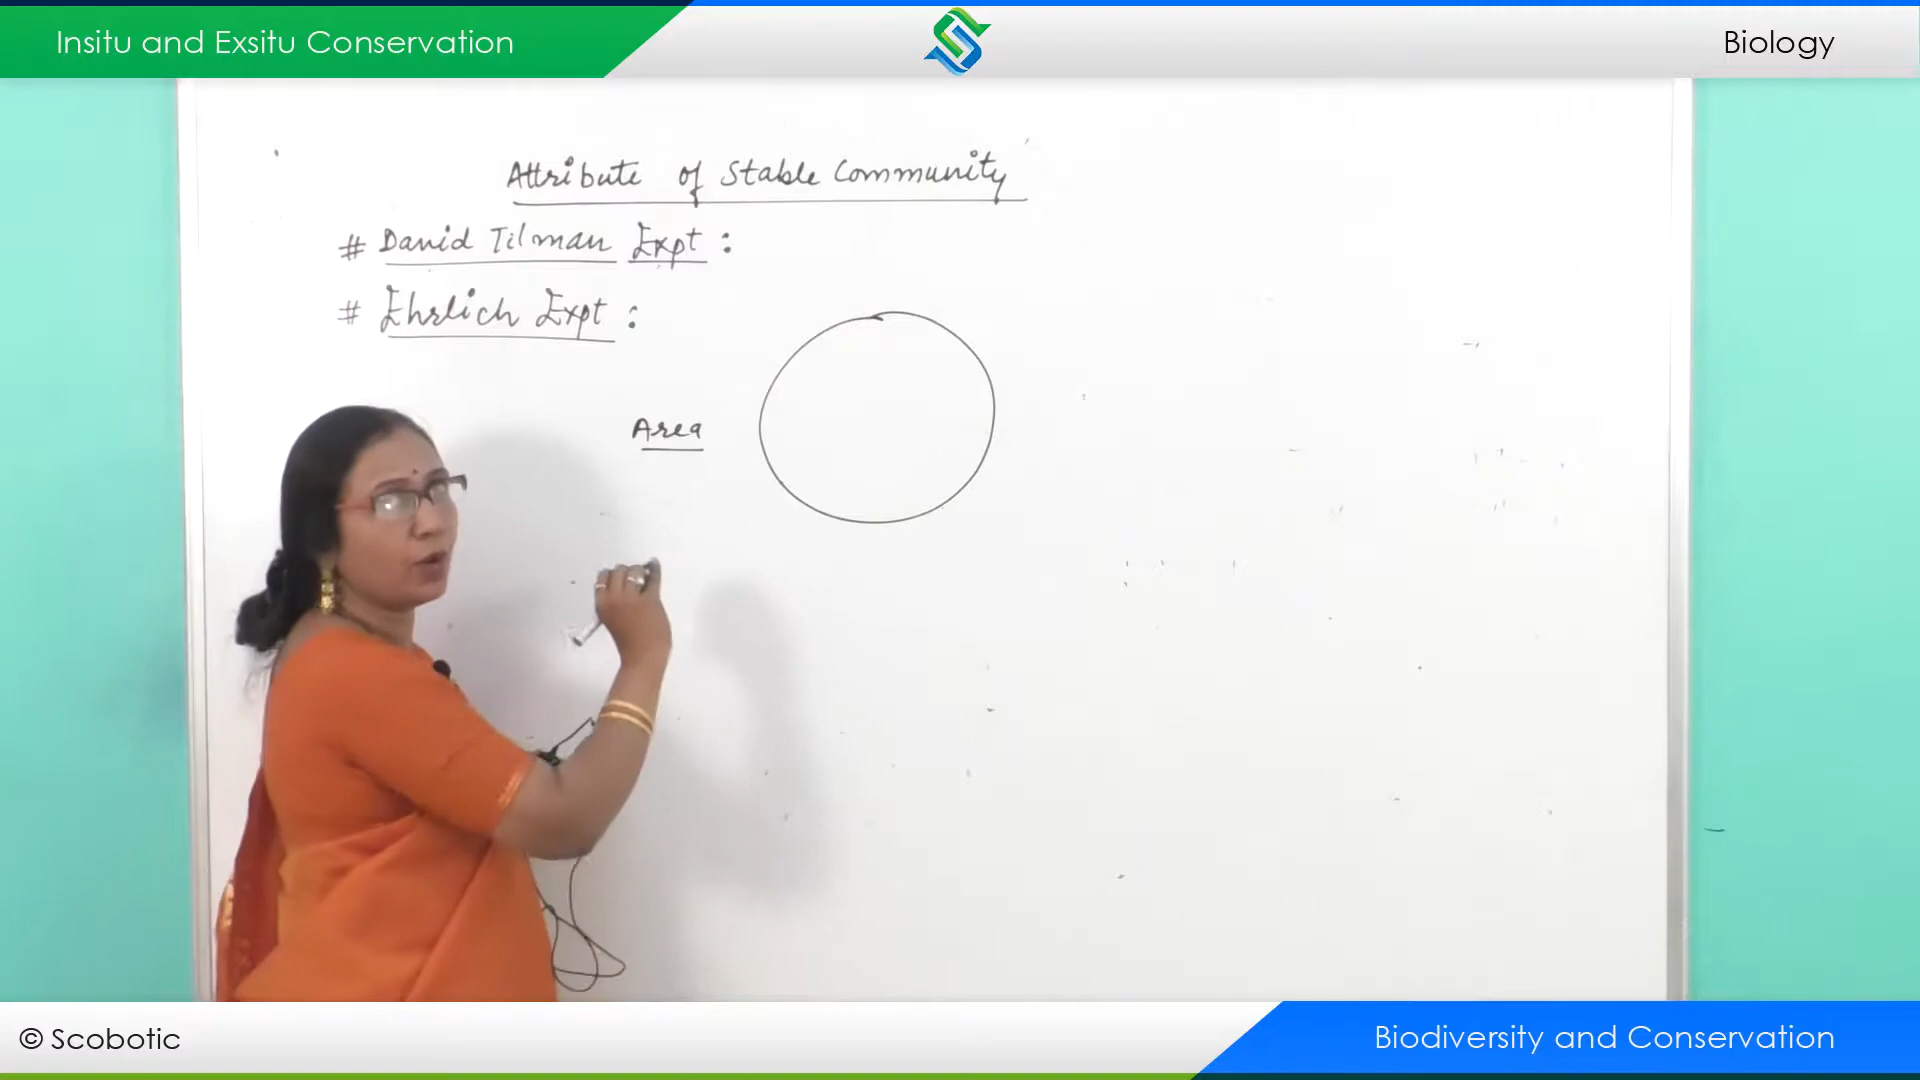 Insitu and Exsitu Conservation
Biology
Attribute of Stable Community
# David Tilman Expt :
# Ehrlich Expt :
Area
© Scobotic
Biodiversity and Conservation